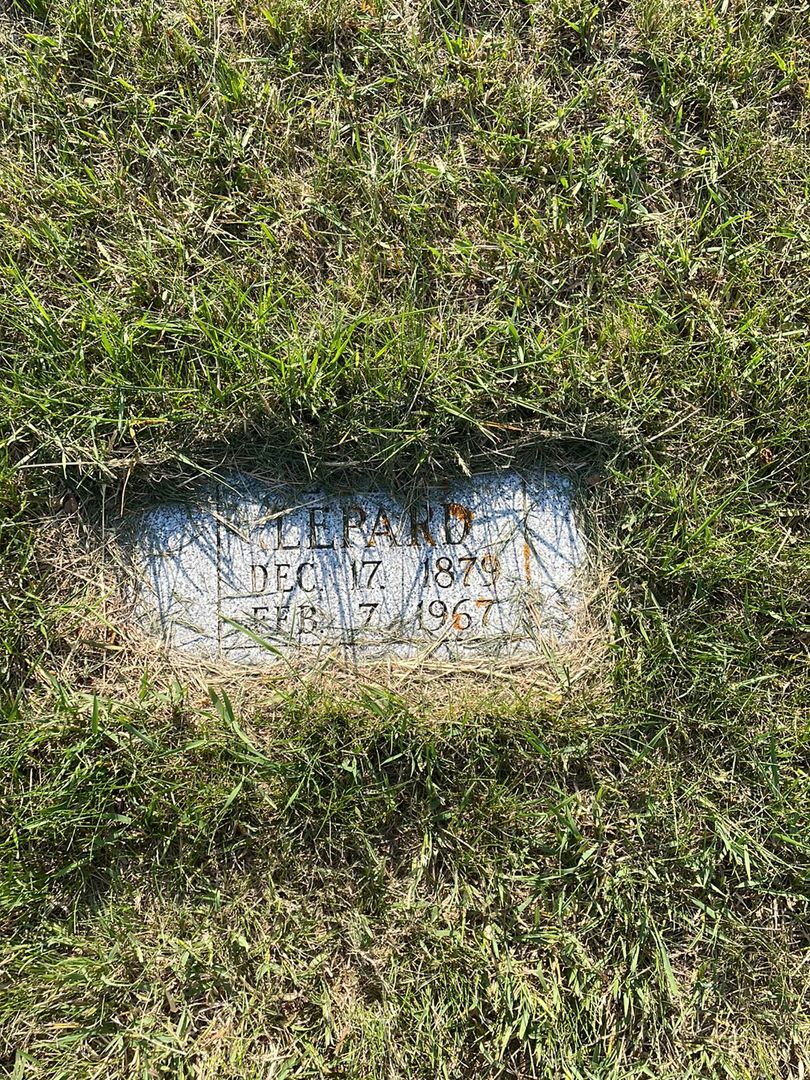 LEPARD
DEC. 17. 1879
FEB. 7 1967